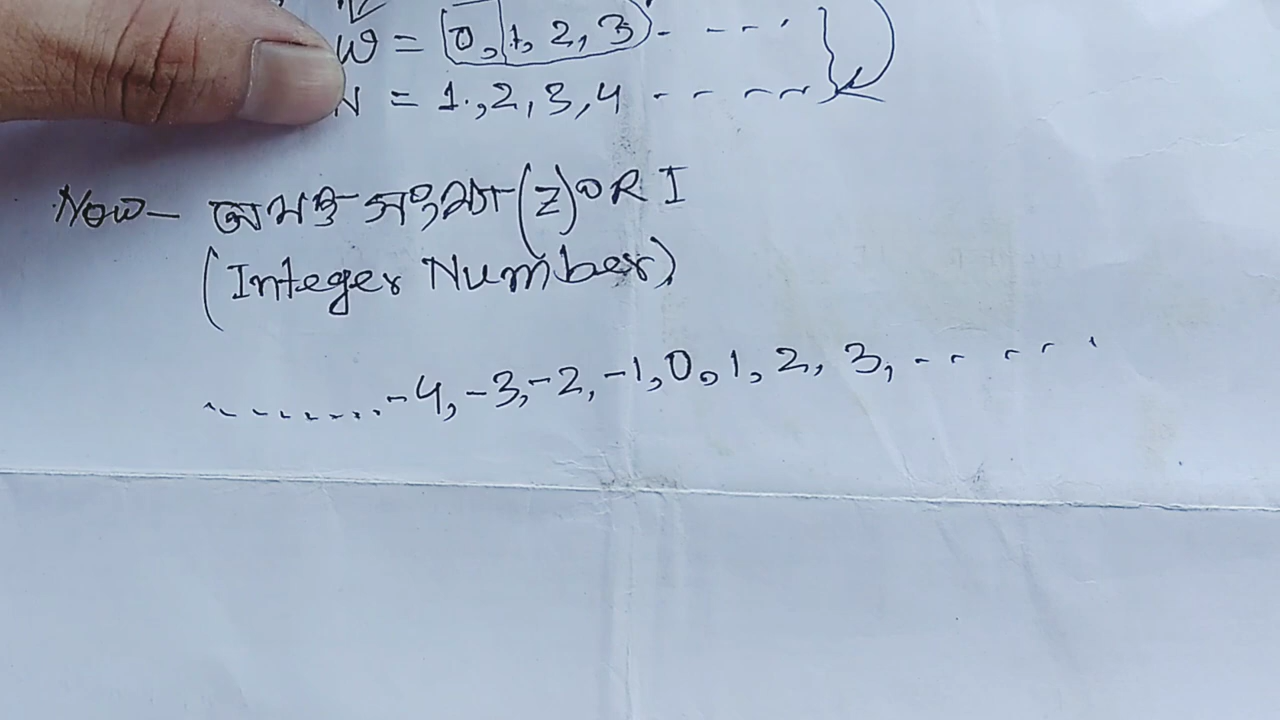 W = 0, 1, 2, 3 - - - - -
N = 1., 2, 3, 4 - - - - -
Now - অখন্ড সংখ্যা (Z) OR I
(Integer Number)
........ -4, -3, -2, -1, 0, 1, 2, 3, - - - - - .